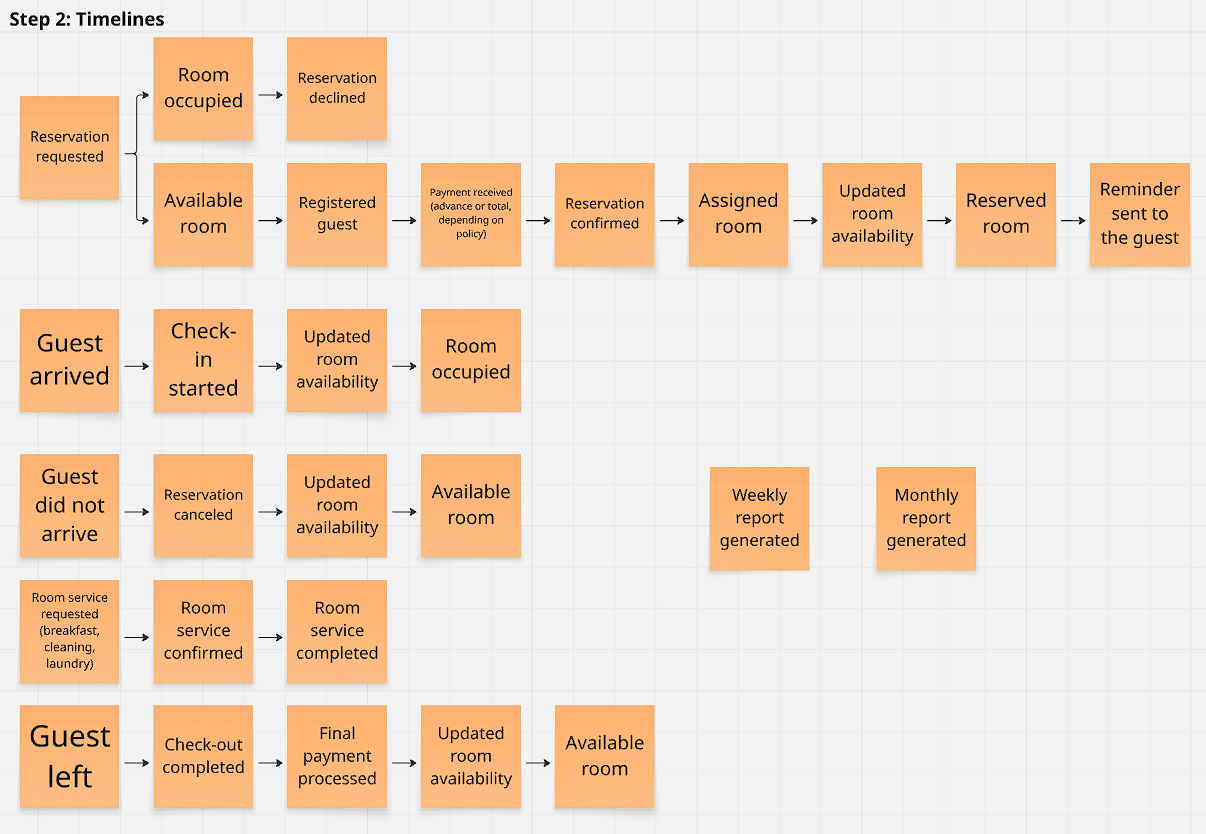 Step 2: Timelines
Room
occupied
Reservation
declined
Reservation
requested
Available
room
Registered
guest
Payment received
(advance or total,
depending on
policy)
Reservation
confirmed
Assigned
room
Updated
room
availability
Reserved
room
Reminder
sent to
the guest
Guest
arrived
Check-
in
started
Updated
room
availability
Room
occupied
Guest
did not
arrive
Reservation
canceled
Updated
room
availability
Available
room
Weekly
report
generated
Monthly
report
generated
Room service
requested
(breakfast,
cleaning,
laundry)
Room
service
confirmed
Room
service
completed
Guest
left
Check-out
completed
Final
payment
processed
Updated
room
availability
Available
room